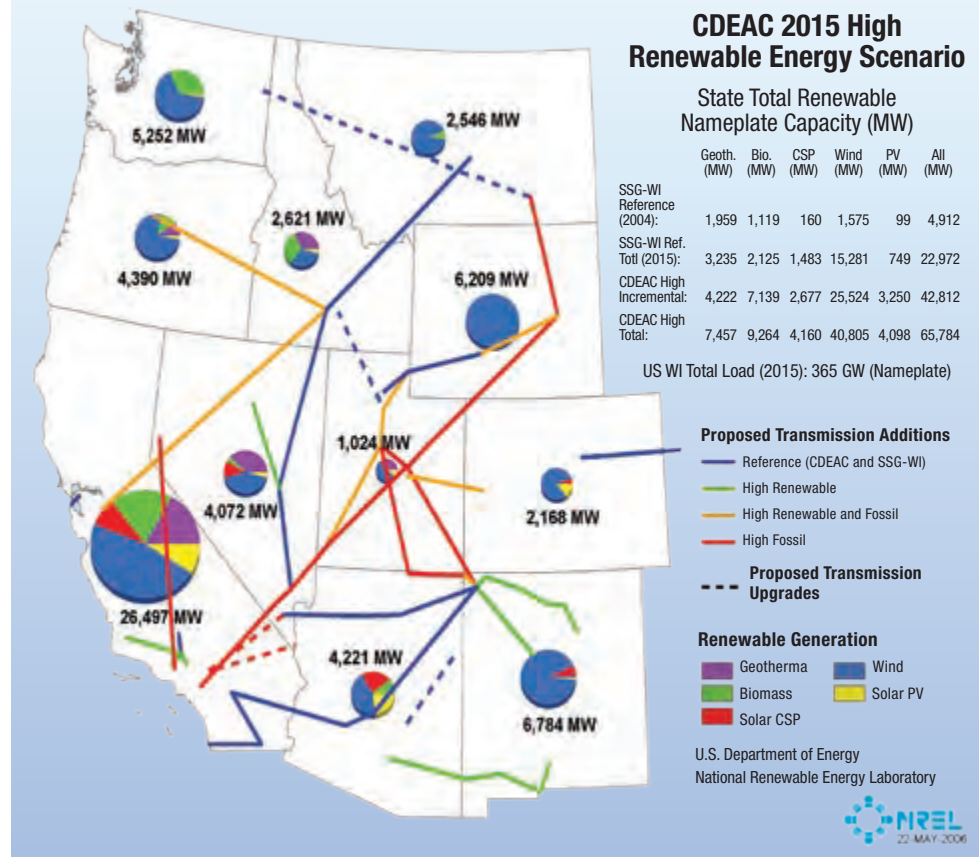 CDEAC 2015 High
Renewable Energy Scenario
State Total Renewable
Nameplate Capacity (MW)
Geoth. Bio. CSP Wind PV All
(MW) (MW) (MW) (MW) (MW) (MW)
SSG-WI
Reference
(2004): 1,959 1,119 160 1,575 99 4,912
SSG-WI Ref.
Totl (2015): 3,235 2,125 1,483 15,281 749 22,972
CDEAC High
Incremental: 4,222 7,139 2,677 25,524 3,250 42,812
CDEAC High
Total: 7,457 9,264 4,160 40,805 4,098 65,784
US WI Total Load (2015): 365 GW (Nameplate)
5,252 MW
2,546 MW
2,621 MW
4,390 MW
6,209 MW
1,024 MW
4,072 MW
2,168 MW
26,497 MW
4,221 MW
6,784 MW
Proposed Transmission Additions
Reference (CDEAC and SSG-WI)
High Renewable
High Renewable and Fossil
High Fossil
Proposed Transmission
Upgrades
Renewable Generation
Geotherma Wind
Biomass Solar PV
Solar CSP
U.S. Department of Energy
National Renewable Energy Laboratory
NREL
22-MAY-2006